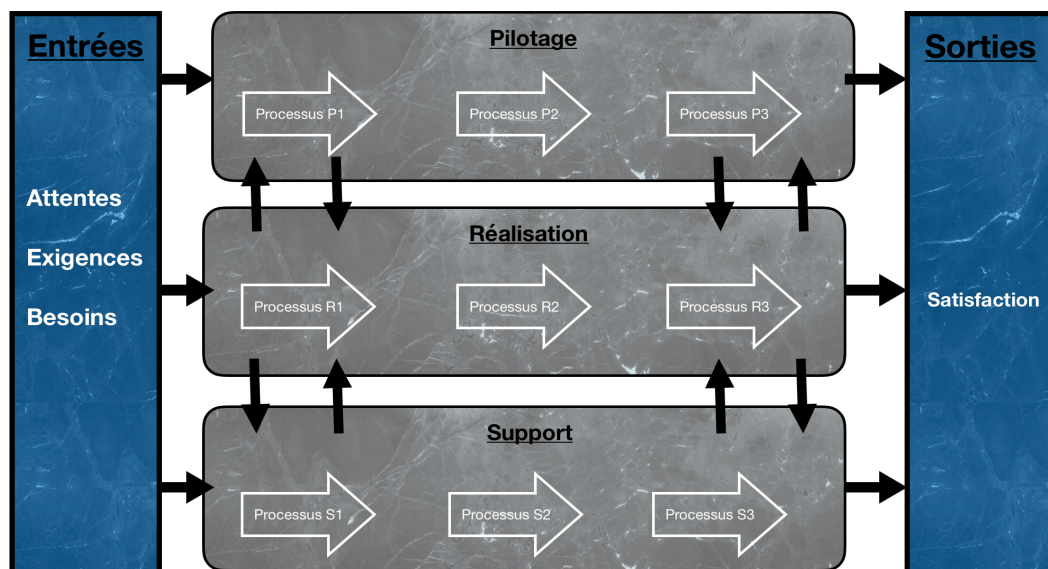 Entrées
Attentes
Exigences
Besoins
Pilotage
Processus P1
Processus P2
Processus P3
Réalisation
Processus R1
Processus R2
Processus R3
Support
Processus S1
Processus S2
Processus S3
Sorties
Satisfaction